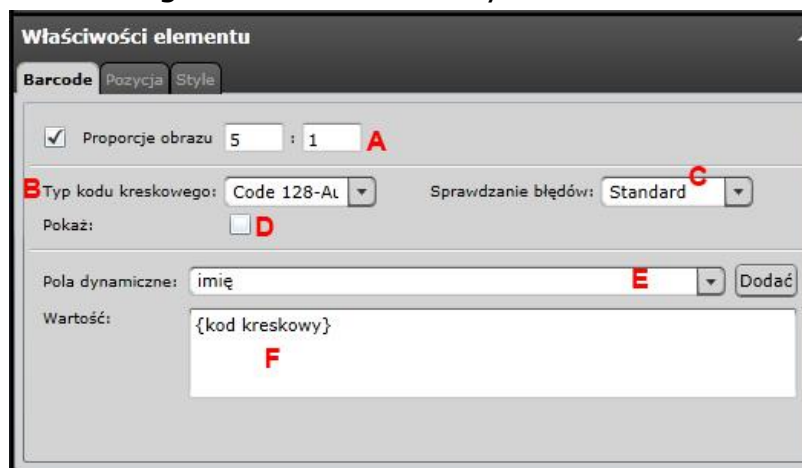 Właściwości elementu
Barcode Pozycja Style
Proporcje obrazu 5 : 1 A
B Typ kodu kreskowego: Code 128-Au Sprawdzanie błędów: Standard C
Pokaż: D
Pola dynamiczne: imię E Dodać
Wartość: {kod kreskowy}
F